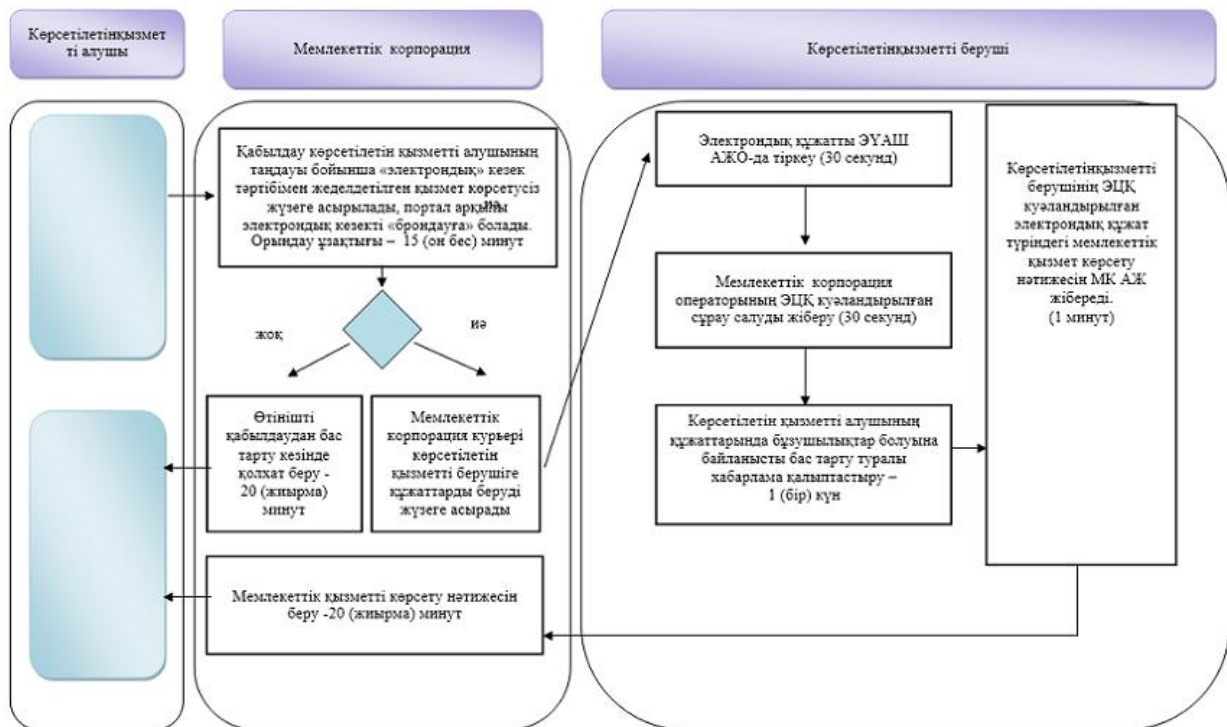 Көрсетілетінқызмет
ті алушы
Мемлекеттік корпорация
Көрсетілетінқызметті беруші
Қабылдау көрсетілетін қызметті алушының
таңдауы бойынша «электрондық» кезек
тәртібімен жеделдетілген қызмет көрсетусіз
жүзеге асырылады, портал арқылы
иә
электрондық кезекті «брондауға» болады.
Орындау ұзақтығы – 15 (он бес) минут
жоқ
иә
Өтінішті
қабылдаудан бас
тарту кезінде
қолхат беру -
20 (жиырма)
минут
Мемлекеттік
корпорация курьері
көрсетілетін
қызметті берушіге
құжаттарды беруді
жүзеге асырады
Мемлекеттік қызметті көрсету нәтижесін
беру -20 (жиырма) минут
Электрондық құжатты ЭҮАШ
АЖО-да тіркеу (30 секунд)
Мемлекеттік корпорация
операторының ЭЦҚ куәландырылған
сұрау салуды жіберу (30 секунд)
Көрсетілетін қызметті алушының
құжаттарында бұзушылықтар болуына
байланысты бас тарту туралы
хабарлама қалыптастыру –
1 (бір) күн
Көрсетілетінқызметті
берушінің ЭЦҚ
куәландырылған
электрондық құжат
түріндегі мемлекеттік
қызмет көрсету
нәтижесін МК АЖ
жібереді.
(1 минут)